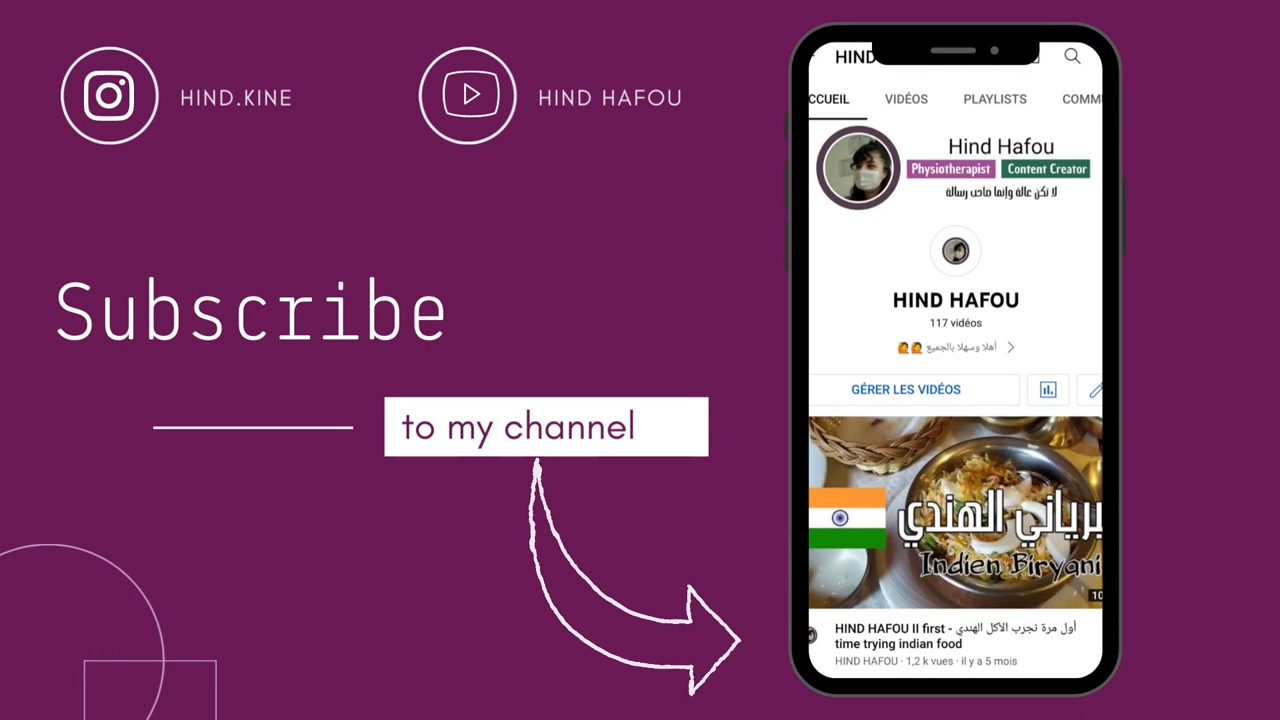 HIND.KINE
HIND HAFOU
Subscribe
to my channel
HIND
CCUEIL VIDÉOS PLAYLISTS COMMU
Hind Hafou
Physiotherapist Content Creator
لا تكن عالة وإنما صاحب رسالة
HIND HAFOU
117 vidéos
أهلا وسهلا بالجميع 🙋🙋
GÉRER LES VIDÉOS
برياني الهندي
Indien Biryani
10
HIND HAFOU II first - أول مرة نجرب الأكل الهندي
time trying indian food
HIND HAFOU · 1,2 k vues · il y a 5 mois